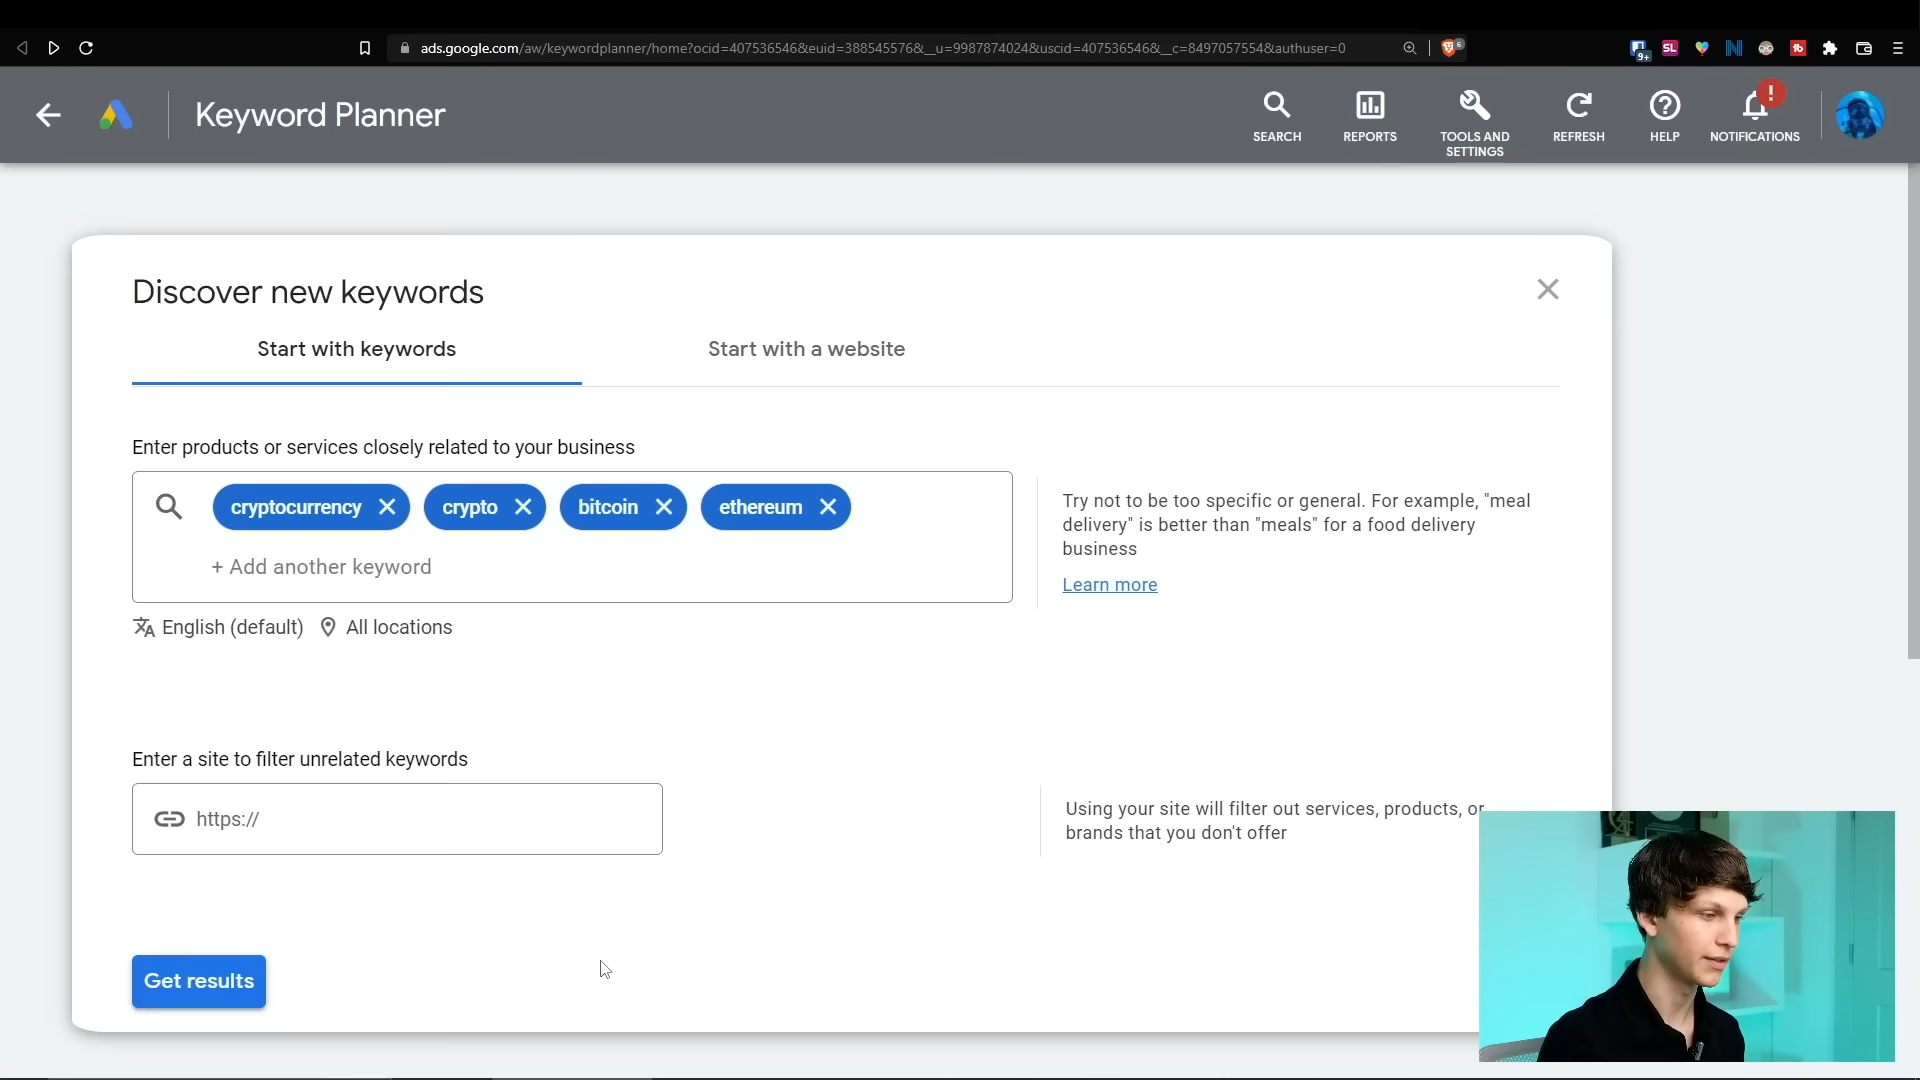 ads.google.com/aw/keywordplanner/home?ocid=407536546&euid=388545576&__u=9987874024&uscid=407536546&__c=8497057554&authuser=0
6
9+
SL
Keyword Planner
SEARCH
REPORTS
TOOLS AND
SETTINGS
REFRESH
HELP
NOTIFICATIONS
Discover new keywords
Start with keywords
Start with a website
Enter products or services closely related to your business
cryptocurrency
crypto
bitcoin
ethereum
+ Add another keyword
Try not to be too specific or general. For example, "meal
delivery" is better than "meals" for a food delivery
business
Learn more
English (default)
All locations
Enter a site to filter unrelated keywords
https://
Using your site will filter out services, products, or
brands that you don't offer
Get results